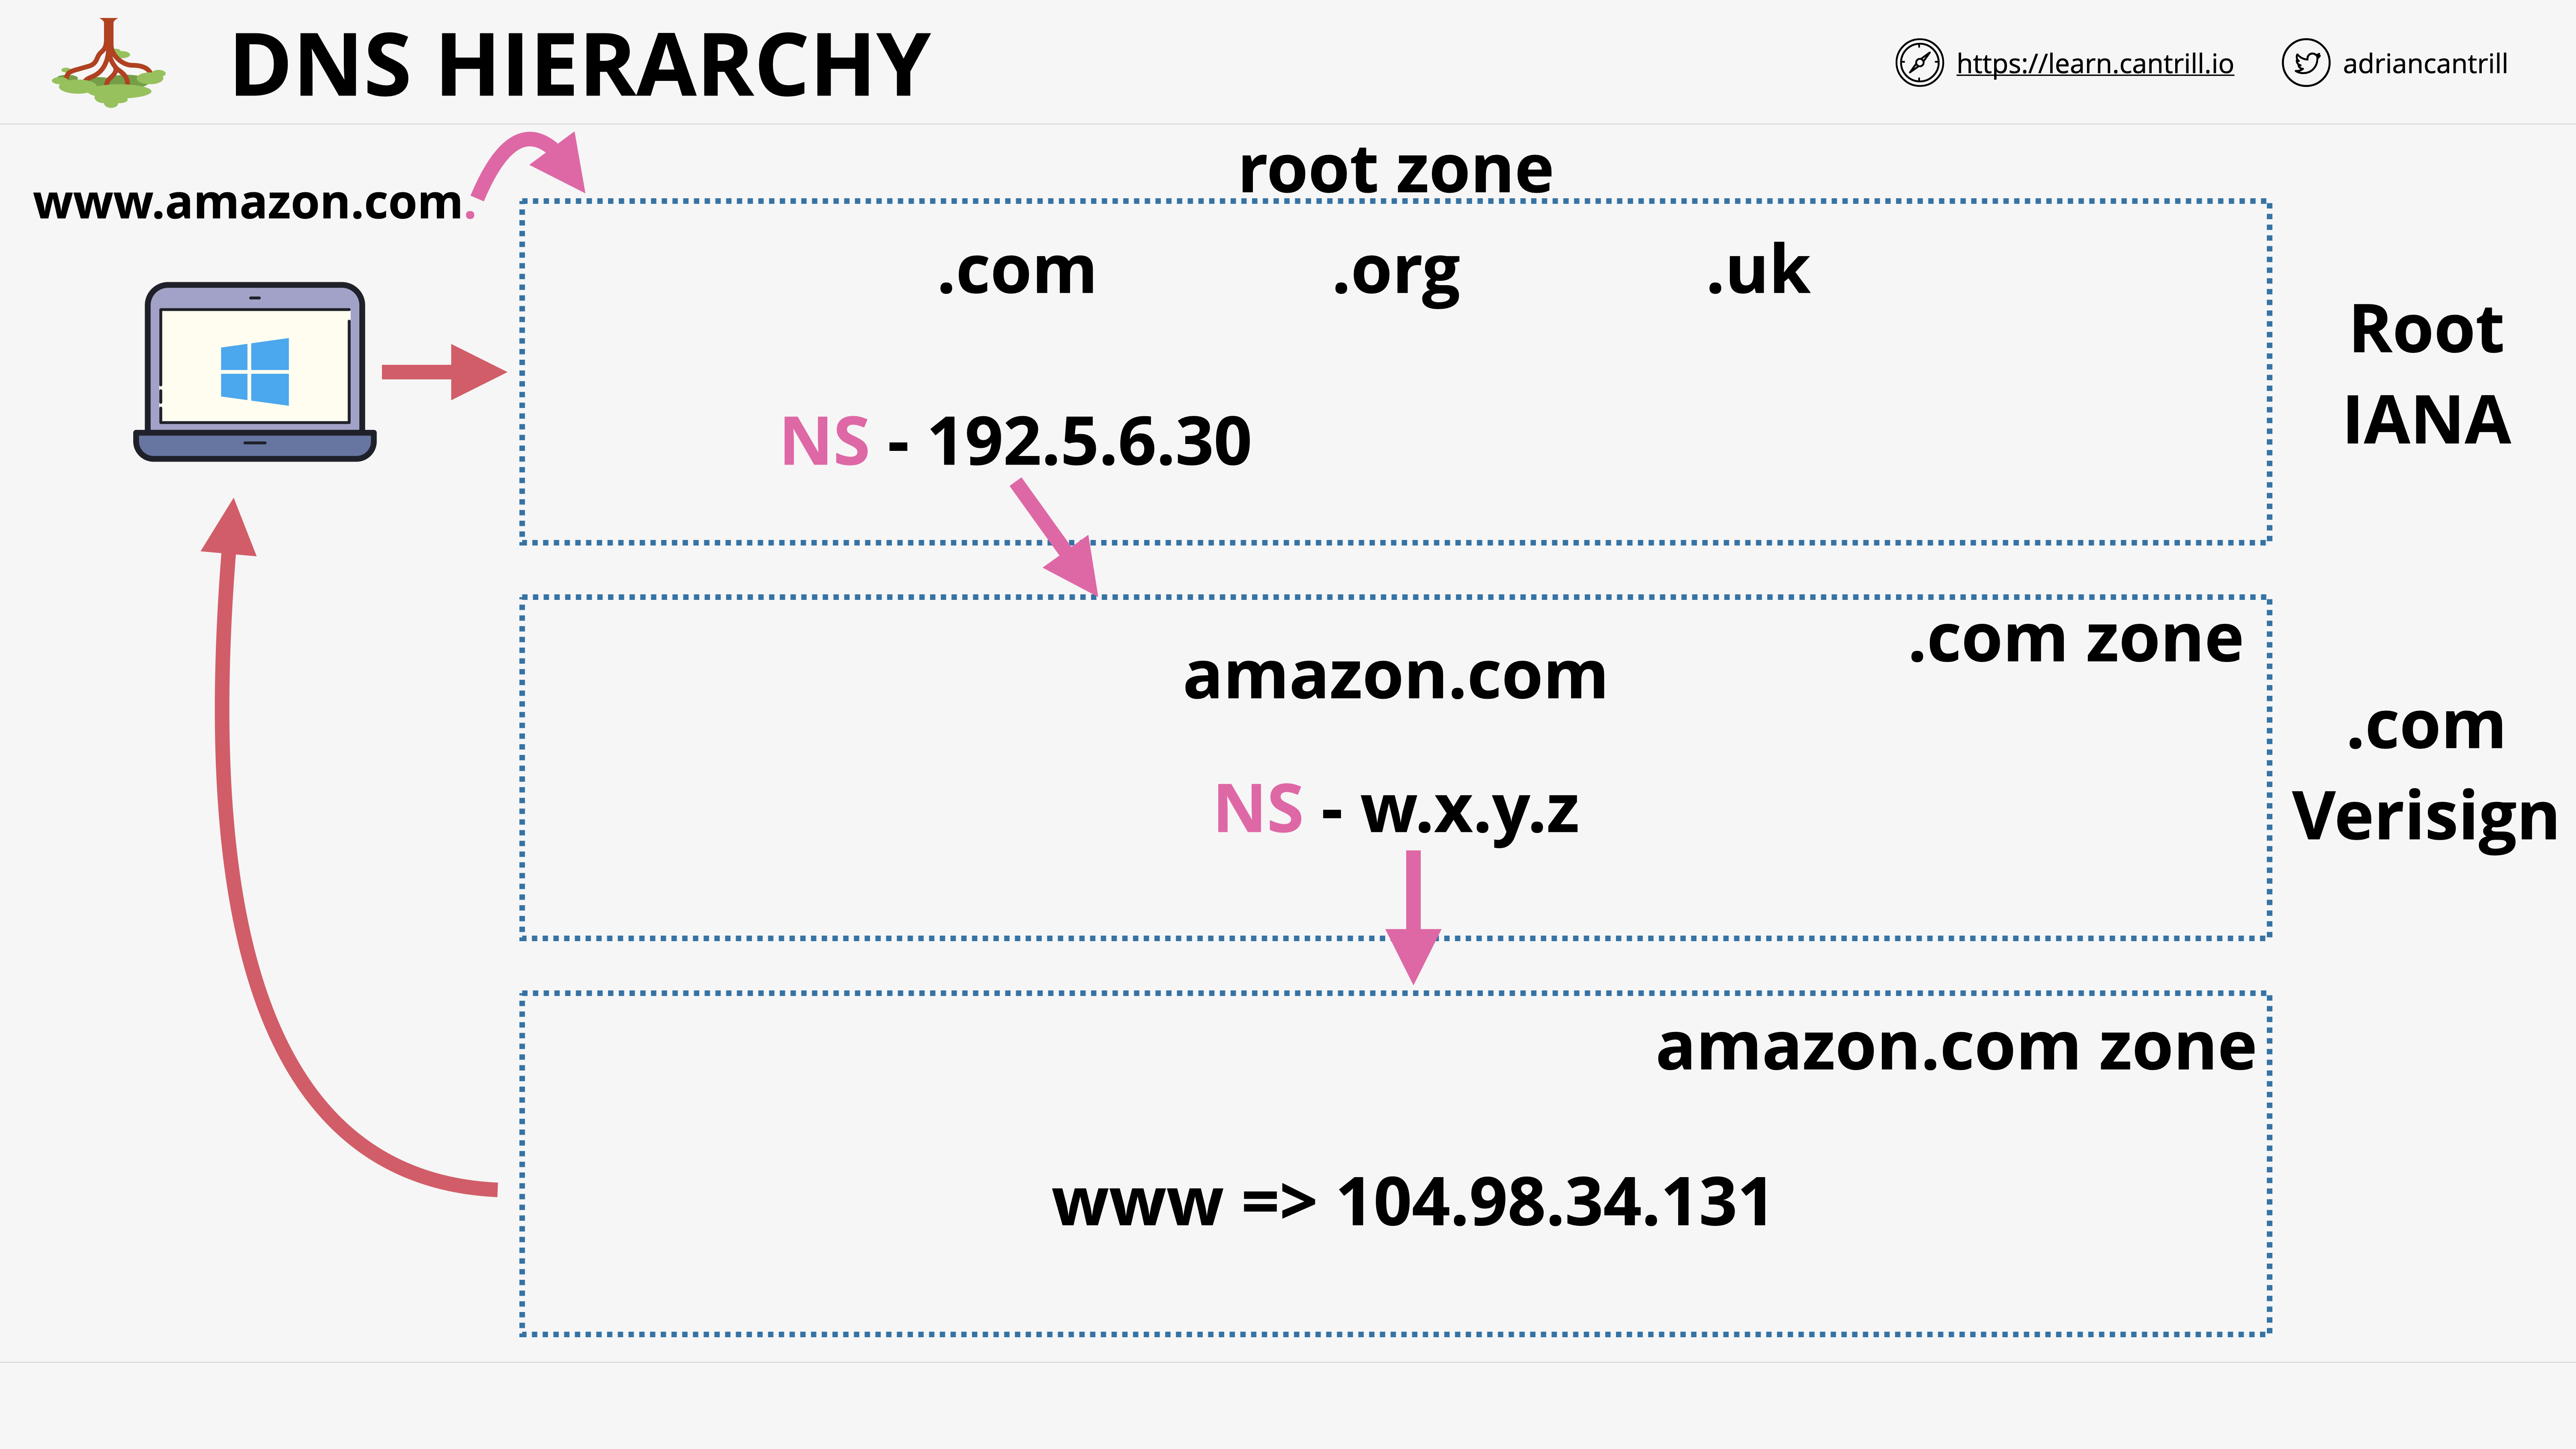 DNS HIERARCHY
https://learn.cantrill.io
adriancantrill
www.amazon.com.
root zone
.com
.org
.uk
NS - 192.5.6.30
Root
IANA
.com zone
amazon.com
NS - w.x.y.z
.com
Verisign
amazon.com zone
www => 104.98.34.131